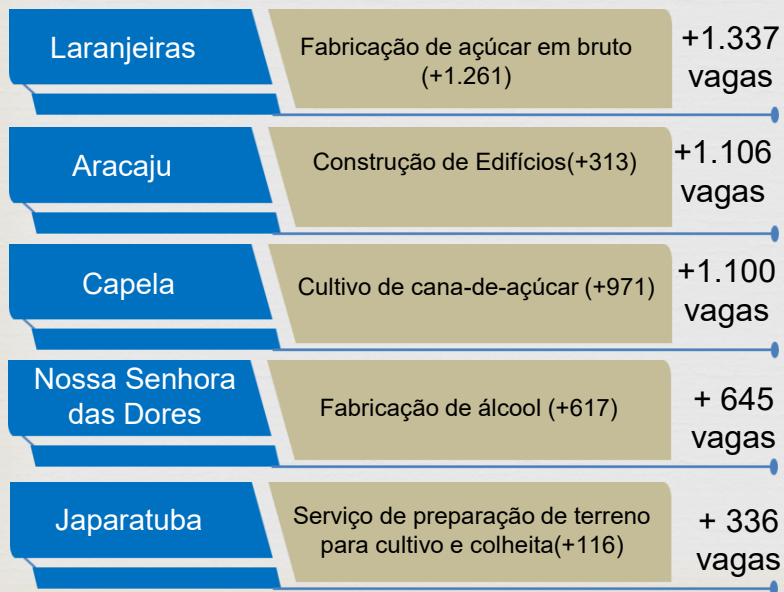 Laranjeiras
Fabricação de açúcar em bruto
(+1.261)
+1.337
vagas
Aracaju
Construção de Edifícios(+313)
+1.106
vagas
Capela
Cultivo de cana-de-açúcar (+971)
+1.100
vagas
Nossa Senhora
das Dores
Fabricação de álcool (+617)
+ 645
vagas
Japaratuba
Serviço de preparação de terreno
para cultivo e colheita(+116)
+ 336
vagas